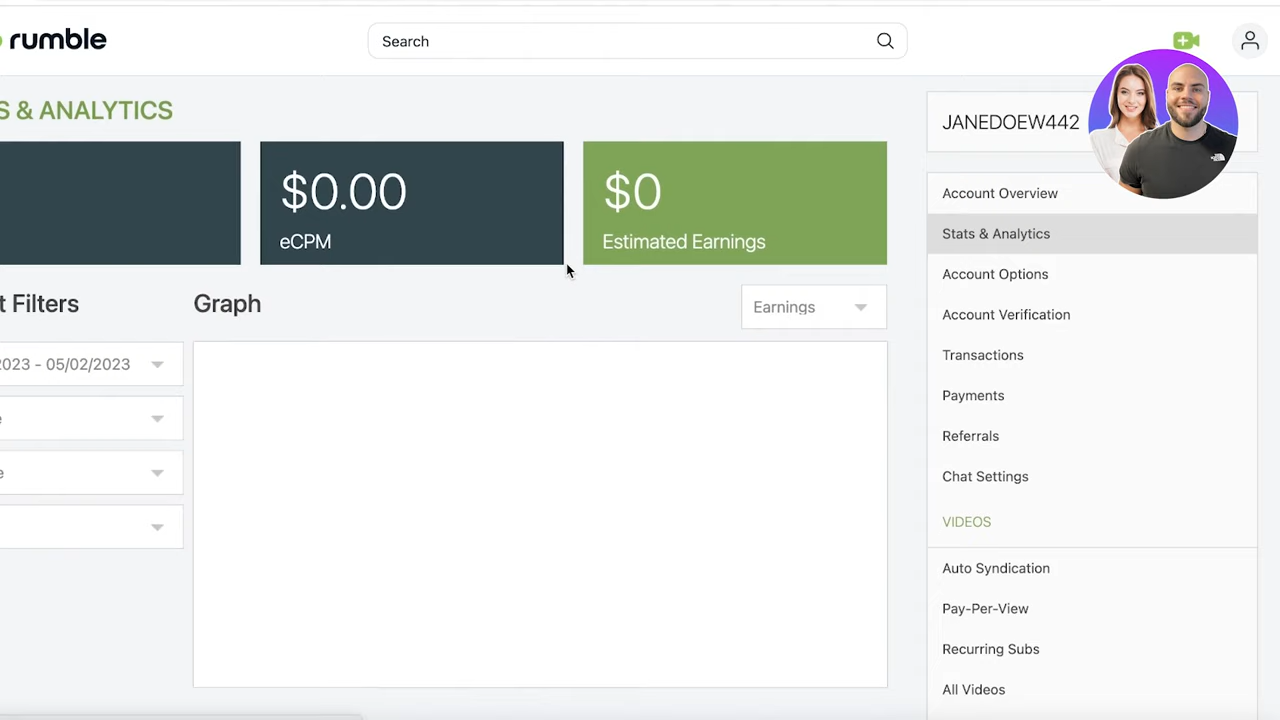 rumble
Search
S & ANALYTICS
JANEDOEW442
$0.00
eCPM
$0
Estimated Earnings
Account Overview
Stats & Analytics
Account Options
Account Verification
Transactions
Payments
Referrals
Chat Settings
VIDEOS
Auto Syndication
Pay-Per-View
Recurring Subs
All Videos
t Filters
2023 - 05/02/2023
e
e
Graph
Earnings